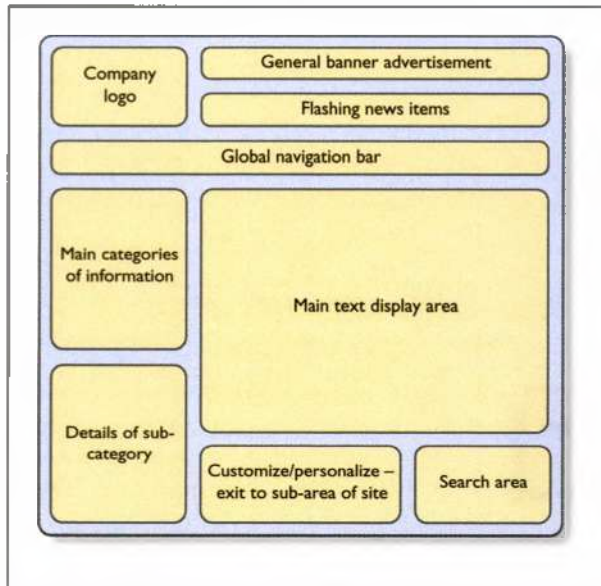 Company
logo
General banner advertisement
Flashing news items
Global navigation bar
Main categories
of information
Main text display area
Details of sub-
category
Customize/personalize –
exit to sub-area of site
Search area